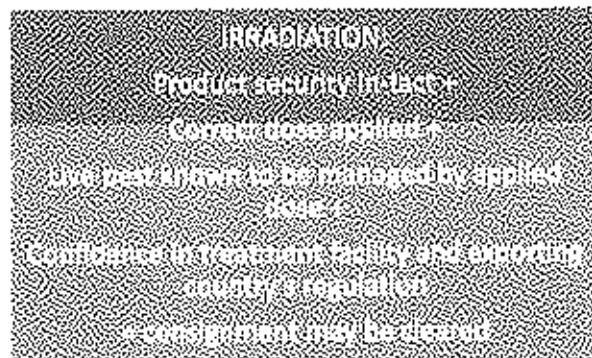 IRRADIATION:
Product security in-tact +
Correct dose applied +
Live pest known to be managed by applied
dose +
Confidence in treatment facility and exporting
country's regulation
= consignment may be cleared